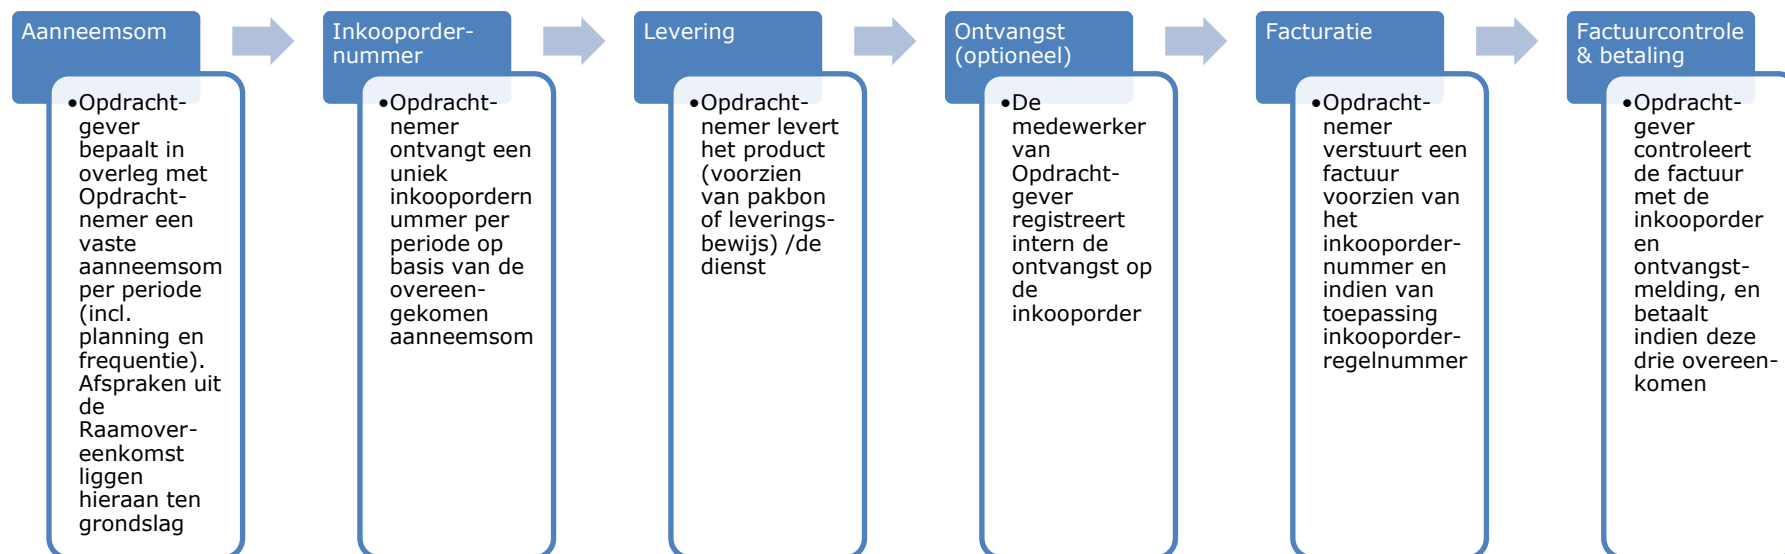 Aanneemsom
•Opdracht-
gever
bepaalt in
overleg met
Opdracht-
nemer een
vaste
aanneemsom
per periode
(incl.
planning en
frequentie).
Afspraken uit
de
Raamover-
eenkomst
liggen
hieraan ten
grondslag
Inkooporder-
nummer
•Opdracht-
nemer
ontvangt een
uniek
inkoopordern
ummer per
periode op
basis van de
overeen-
gekomen
aanneemsom
Levering
•Opdracht-
nemer levert
het product
(voorzien
van pakbon
of leverings-
bewijs) /de
dienst
Ontvangst
(optioneel)
•De
medewerker
van
Opdracht-
gever
registreert
intern de
ontvangst op
de
inkooporder
Facturatie
•Opdracht-
nemer
verstuurt een
factuur
voorzien van
het
inkooporder-
nummer en
indien van
toepassing
inkooporder-
regelnummer
Factuurcontrole
& betaling
•Opdracht-
gever
controleert
de factuur
met de
inkooporder
en
ontvangst-
melding, en
betaalt
indien deze
drie overeen-
komen